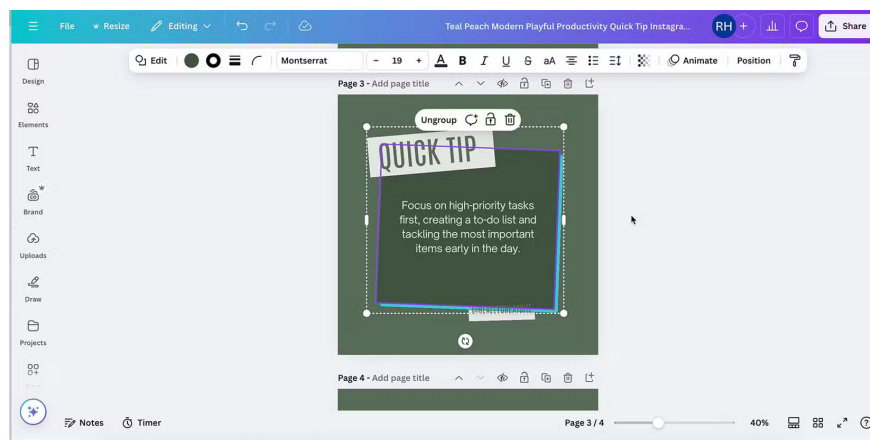 File
Resize
Editing
Teal Peach Modern Playful Productivity Quick Tip Instagra...
RH
+
Share
Edit
Montserrat
- 19 +
A B I U S aA
Animate
Position
Design
Elements
Text
Brand
Uploads
Draw
Projects
Page 3 - Add page title
Ungroup
QUICK TIP
Focus on high-priority tasks
first, creating a to-do list and
tackling the most important
items early in the day.
Page 4 - Add page title
Notes
Timer
Page 3 / 4
40%